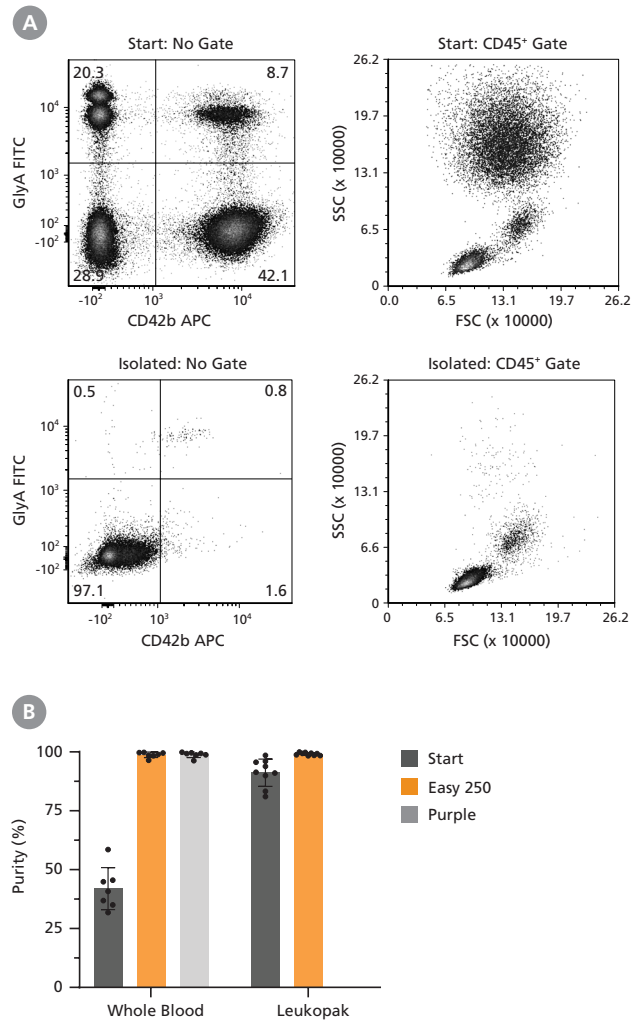 A
Start: No Gate
20.3 8.7
GlyA FITC
10⁴
10³
10²
-10²
28.9 42.1
-10² 10³ 10⁴
CD42b APC
Start: CD45⁺ Gate
SSC (x 10000)
26.2
19.7
13.1
6.5
0
0.0 6.5 13.1 19.7 26.2
FSC (x 10000)
Isolated: No Gate
0.5 0.8
GlyA FITC
10⁴
10³
10²
-10²
97.1 1.6
-10² 10³ 10⁴
CD42b APC
Isolated: CD45⁺ Gate
SSC (x 10000)
26.2
19.7
13.1
6.6
0
0 6.5 13.1 19.7 26.2
FSC (x 10000)
B
Purity (%)
100
75
50
25
0
Whole Blood Leukopak
Start
Easy 250
Purple